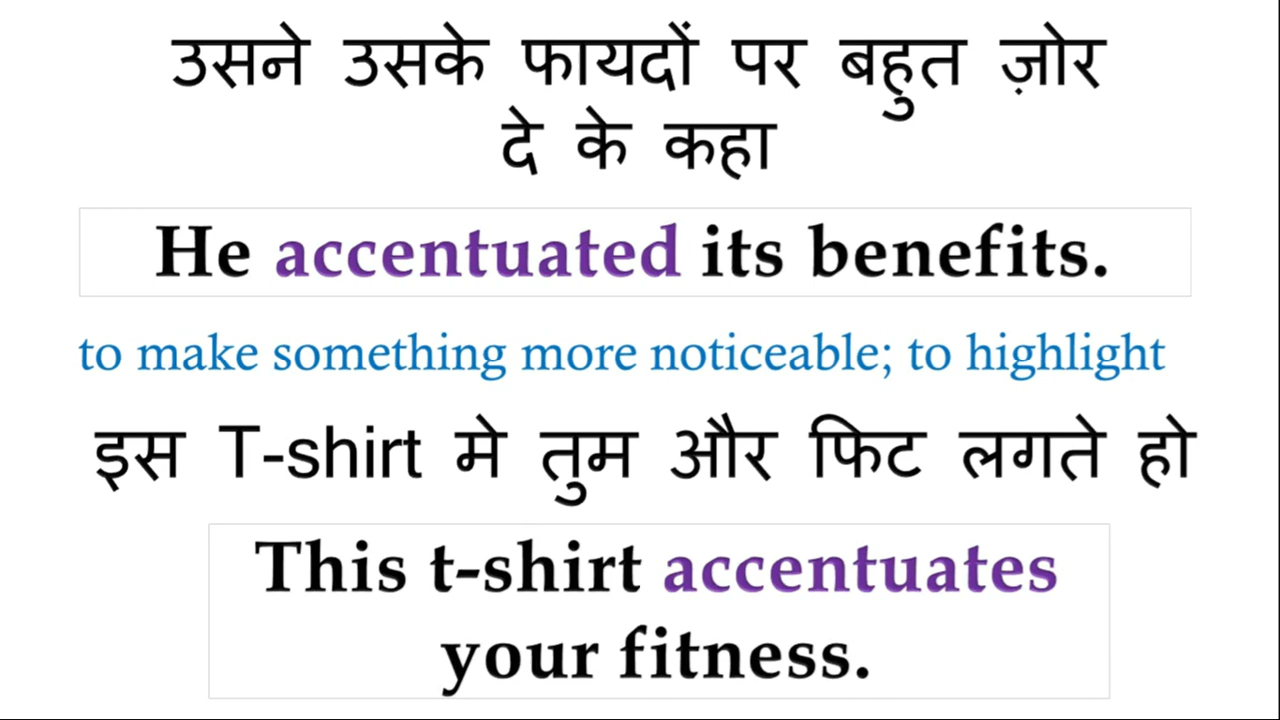 उसने उसके फायदों पर बहुत ज़ोर
दे के कहा
He accentuated its benefits.
to make something more noticeable; to highlight
इस T-shirt मे तुम और फिट लगते हो
This t-shirt accentuates
your fitness.